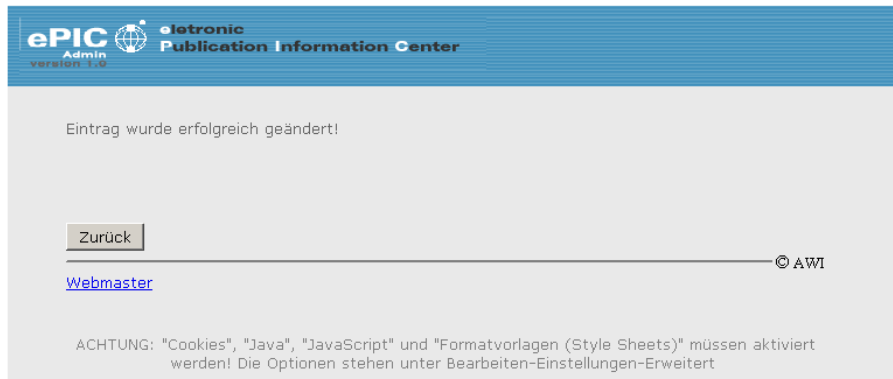 ePIC
Admin
version 1.0
eletronic
Publication Information Center
Eintrag wurde erfolgreich geändert!
Zurück
© AWI
Webmaster
ACHTUNG: "Cookies", "Java", "JavaScript" und "Formatvorlagen (Style Sheets)" müssen aktiviert
werden! Die Optionen stehen unter Bearbeiten-Einstellungen-Erweitert